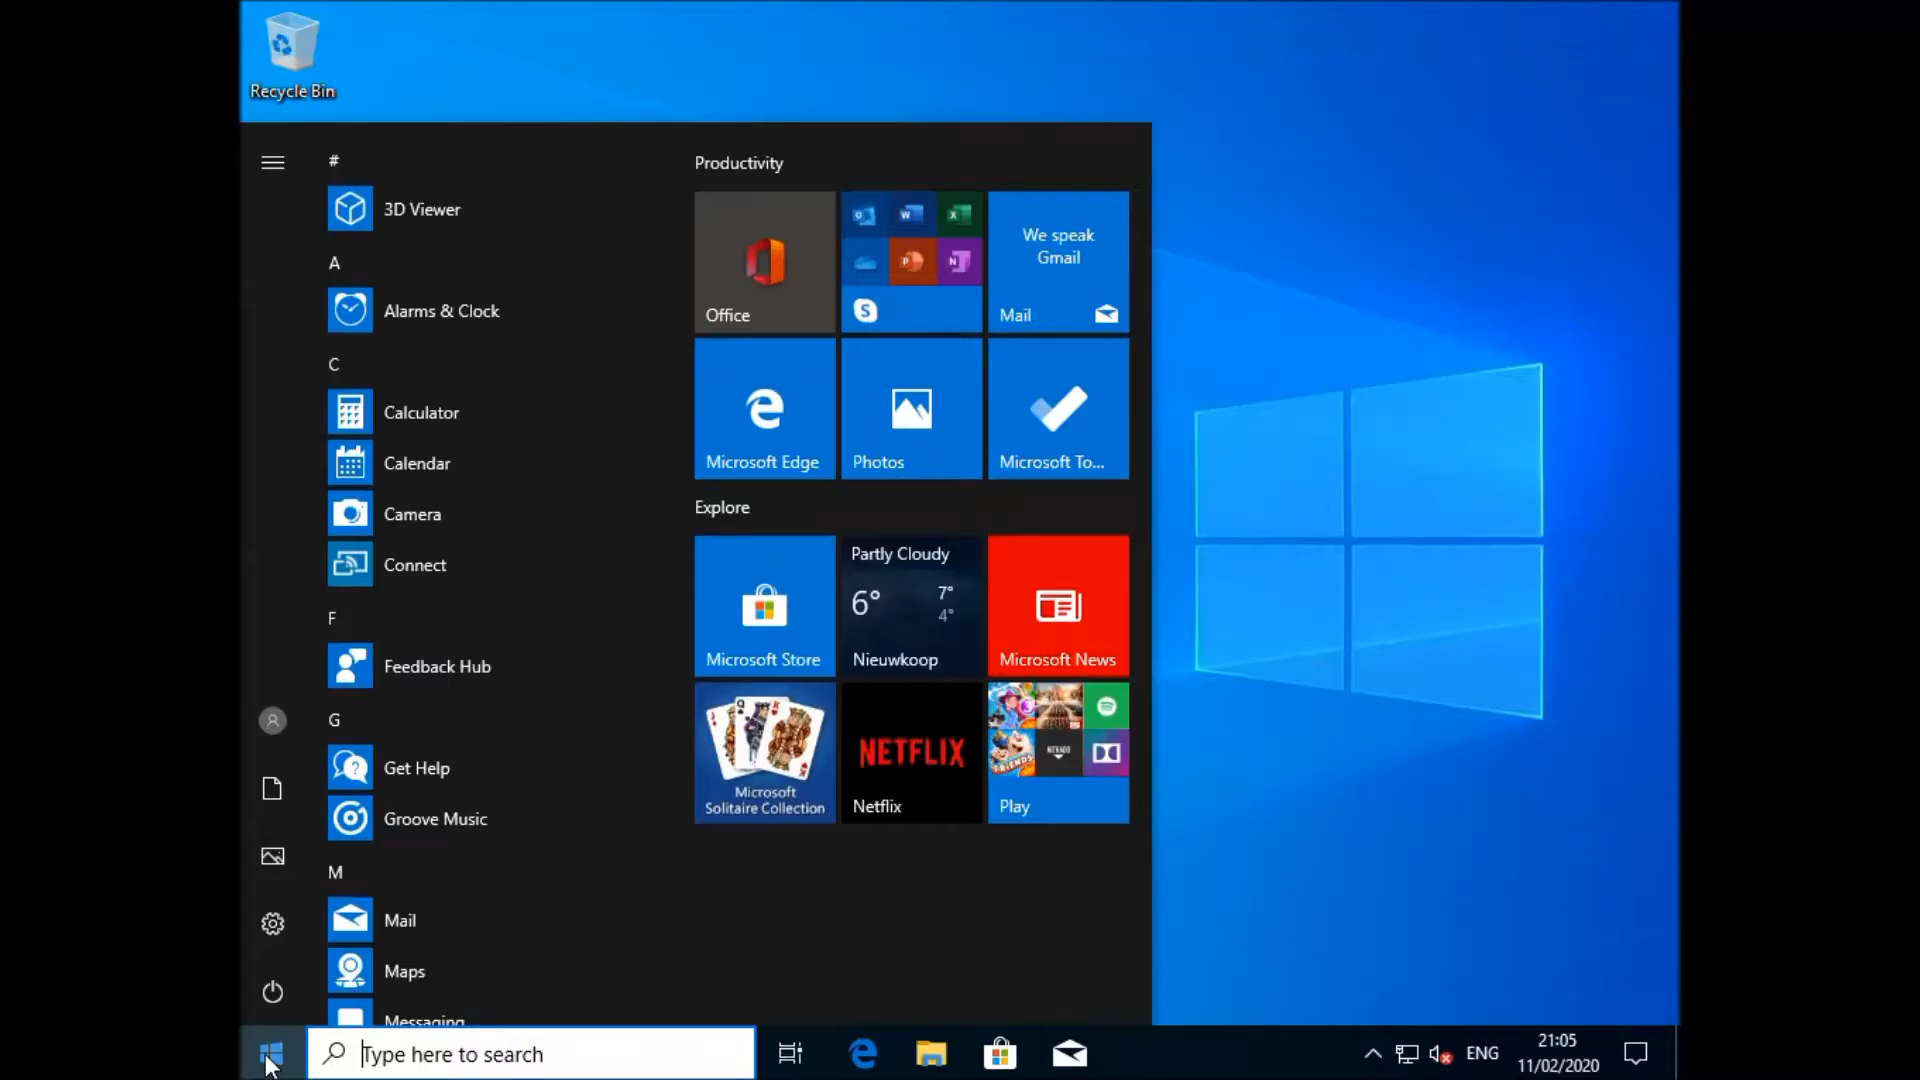 Recycle Bin
#
3D Viewer
A
Alarms & Clock
C
Calculator
Calendar
Camera
Connect
F
Feedback Hub
G
Get Help
Groove Music
M
Mail
Maps
Messaging
Productivity
Office
We speak
Gmail
Mail
Microsoft Edge
Photos
Microsoft To...
Explore
Microsoft Store
Partly Cloudy
6°
7°
4°
Nieuwkoop
Microsoft News
Microsoft
Solitaire Collection
NETFLIX
Netflix
FRIENDS
NITRADO
Play
Type here to search
ENG
21:05
11/02/2020